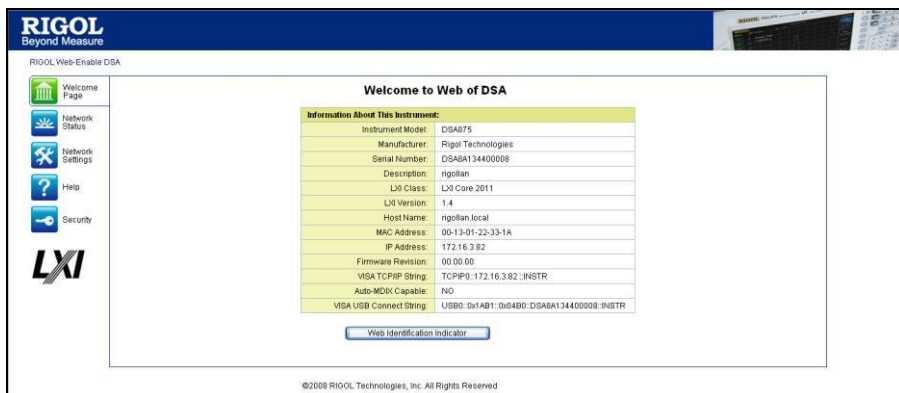 RIGOL
Beyond Measure
RIGOL Web-Enable DSA
Welcome Page
Network Status
Network Settings
Help
Security
LXI
Welcome to Web of DSA
Information About This Instrument:
Instrument Model: DSA875
Manufacturer: Rigol Technologies
Serial Number: DSA8A134400008
Description: rigollan
LXI Class: LXI Core 2011
LXI Version: 1.4
Host Name: rigollan.local
MAC Address: 00-13-01-22-33-1A
IP Address: 172.16.3.82
Firmware Revision: 00.00.00
VISA TCP/IP String: TCPIP0::172.16.3.82 ::INSTR
Auto-MDIX Capable: NO
VISA USB Connect String: USB0::0x1AB1::0x04B0::DSA8A134400008::INSTR
Web Identification Indicator
©2008 RIGOL Technologies, Inc. All Rights Reserved